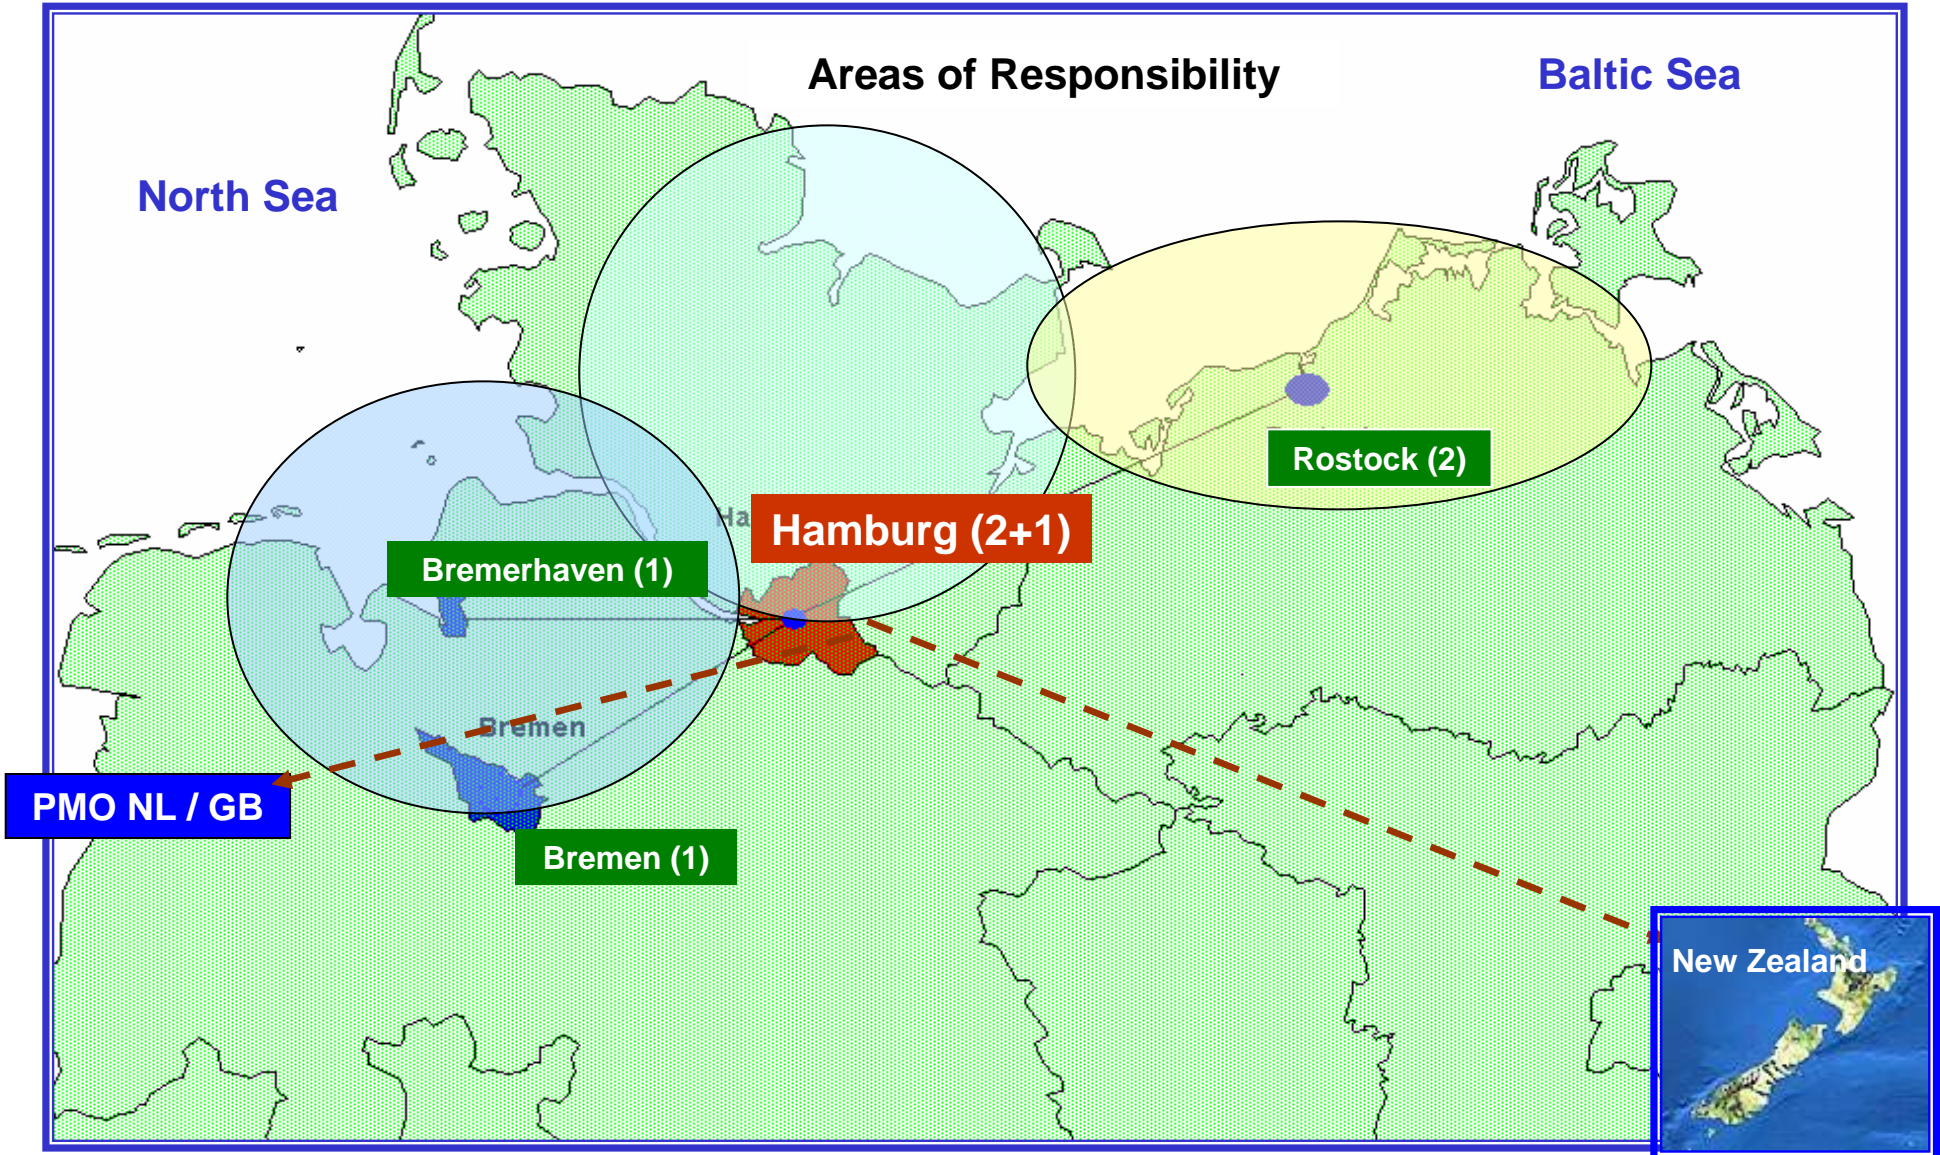 Areas of Responsibility
Baltic Sea
North Sea
Rostock (2)
Ha
Hamburg (2+1)
Bremerhaven (1)
Bremen
PMO NL / GB
Bremen (1)
New Zealand